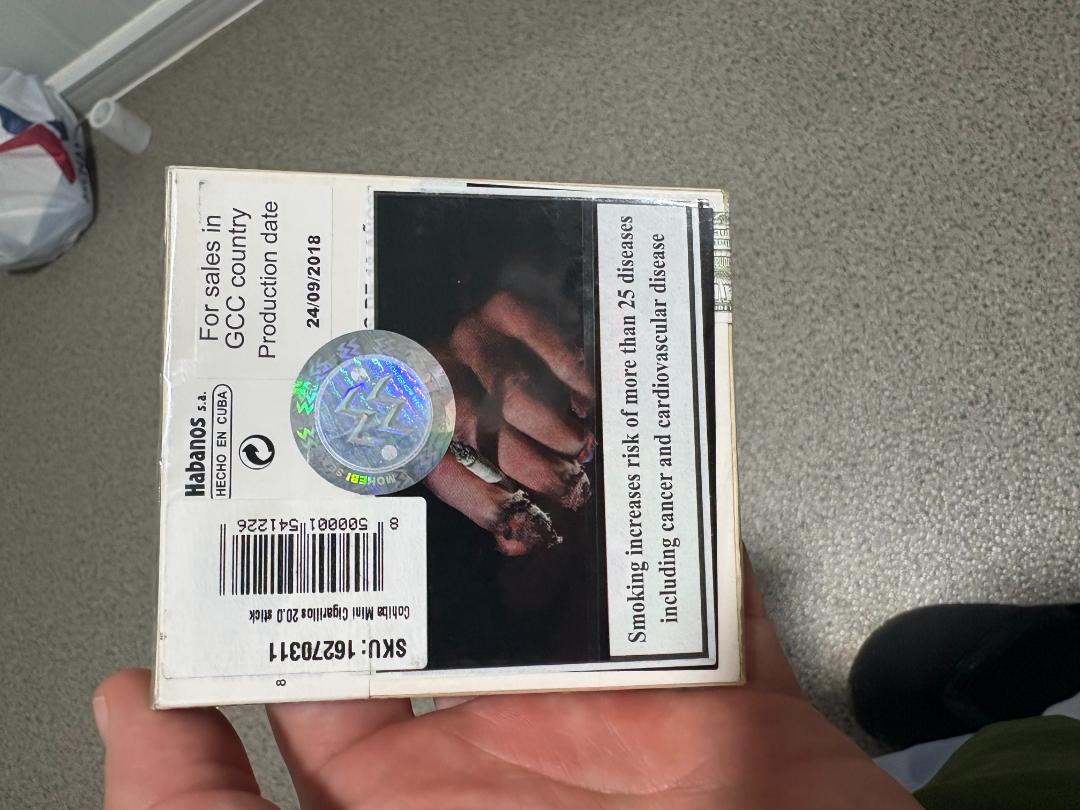 For sales in
GCC country
Production date
24/09/2018
Habanos s.a.
HECHO EN CUBA
MOHEBI
8 500001 541226
Cohiba Mini Cigarillos 20.0 stick
SKU: 16270311
8
Smoking increases risk of more than 25 diseases
including cancer and cardiovascular disease